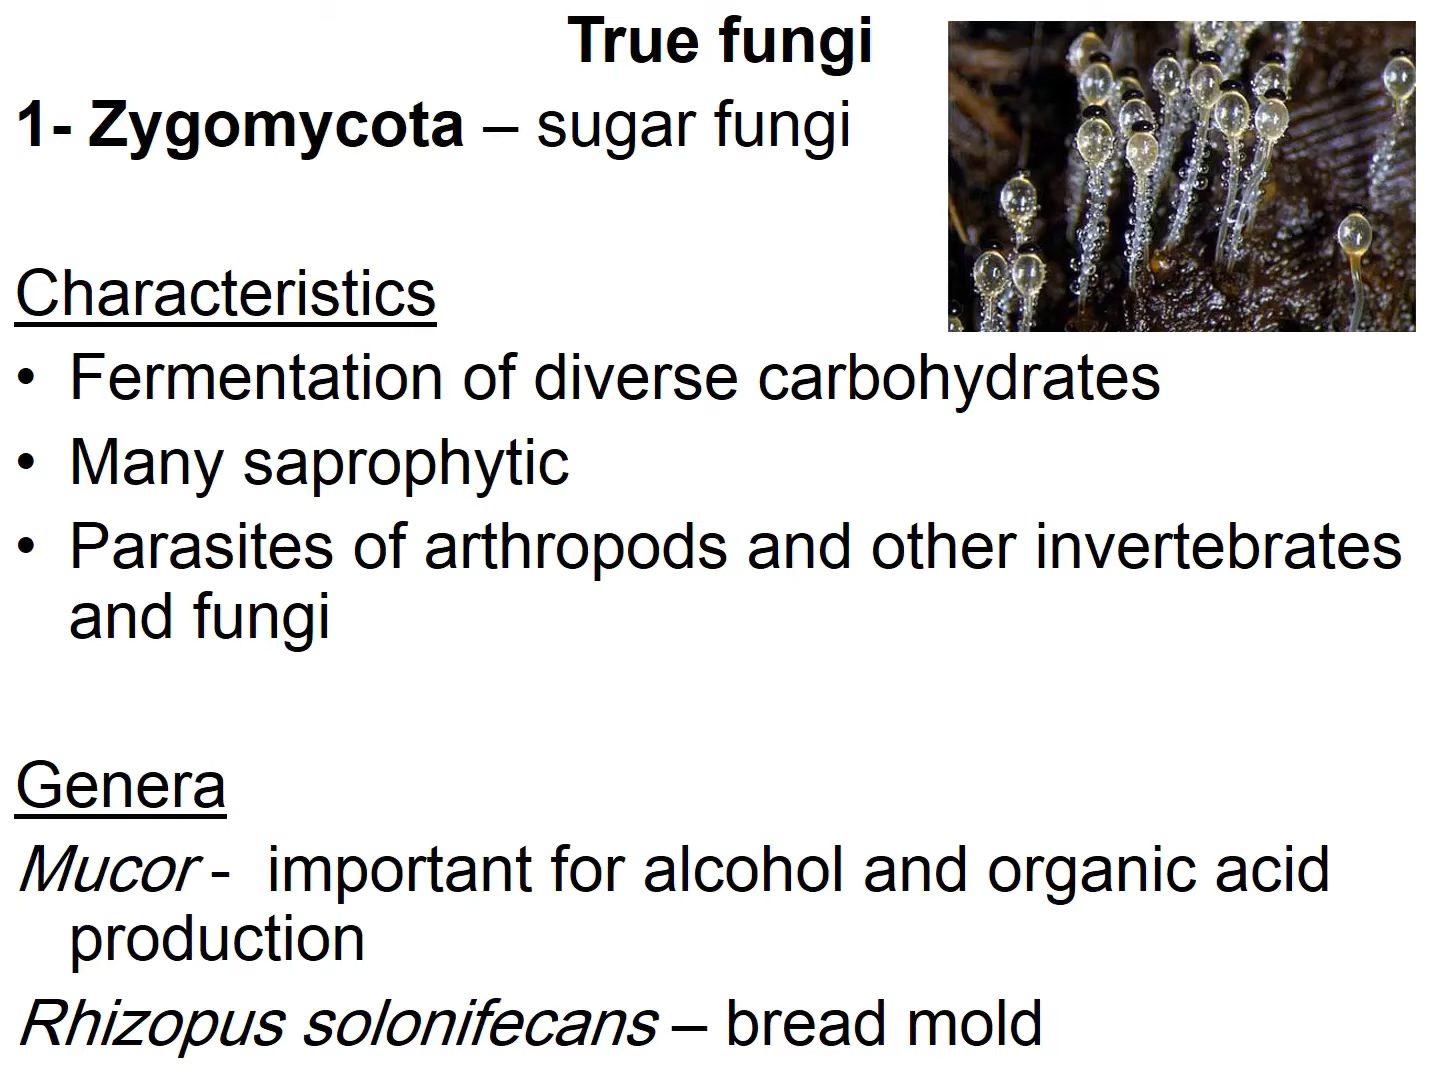 True fungi
1- Zygomycota – sugar fungi
Characteristics
• Fermentation of diverse carbohydrates
• Many saprophytic
• Parasites of arthropods and other invertebrates
and fungi
Genera
Mucor -  important for alcohol and organic acid
production
Rhizopus solonifecans – bread mold